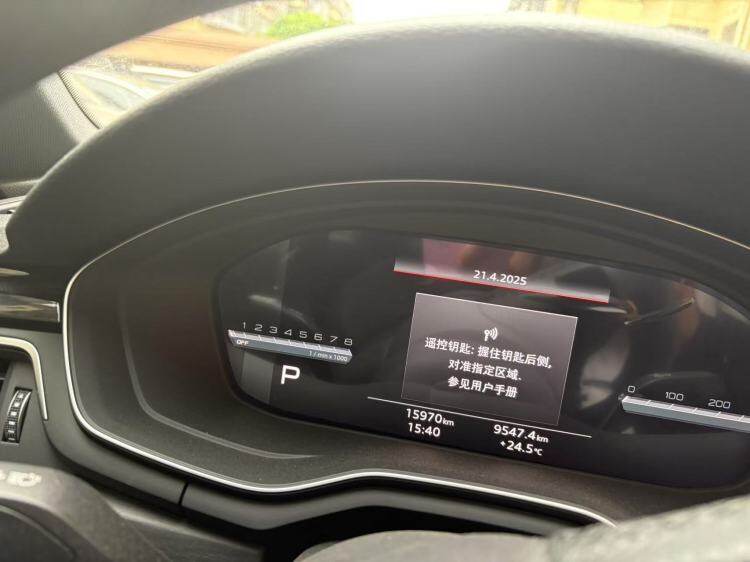 21.4.2025
遥控钥匙: 握住钥匙后侧,
对准指定区域.
参见用户手册
1 2 3 4 5 6 7 8
OFF
1 / min x 1000
P
0 100 200
15970km
9547.4km
15:40
+24.5°C